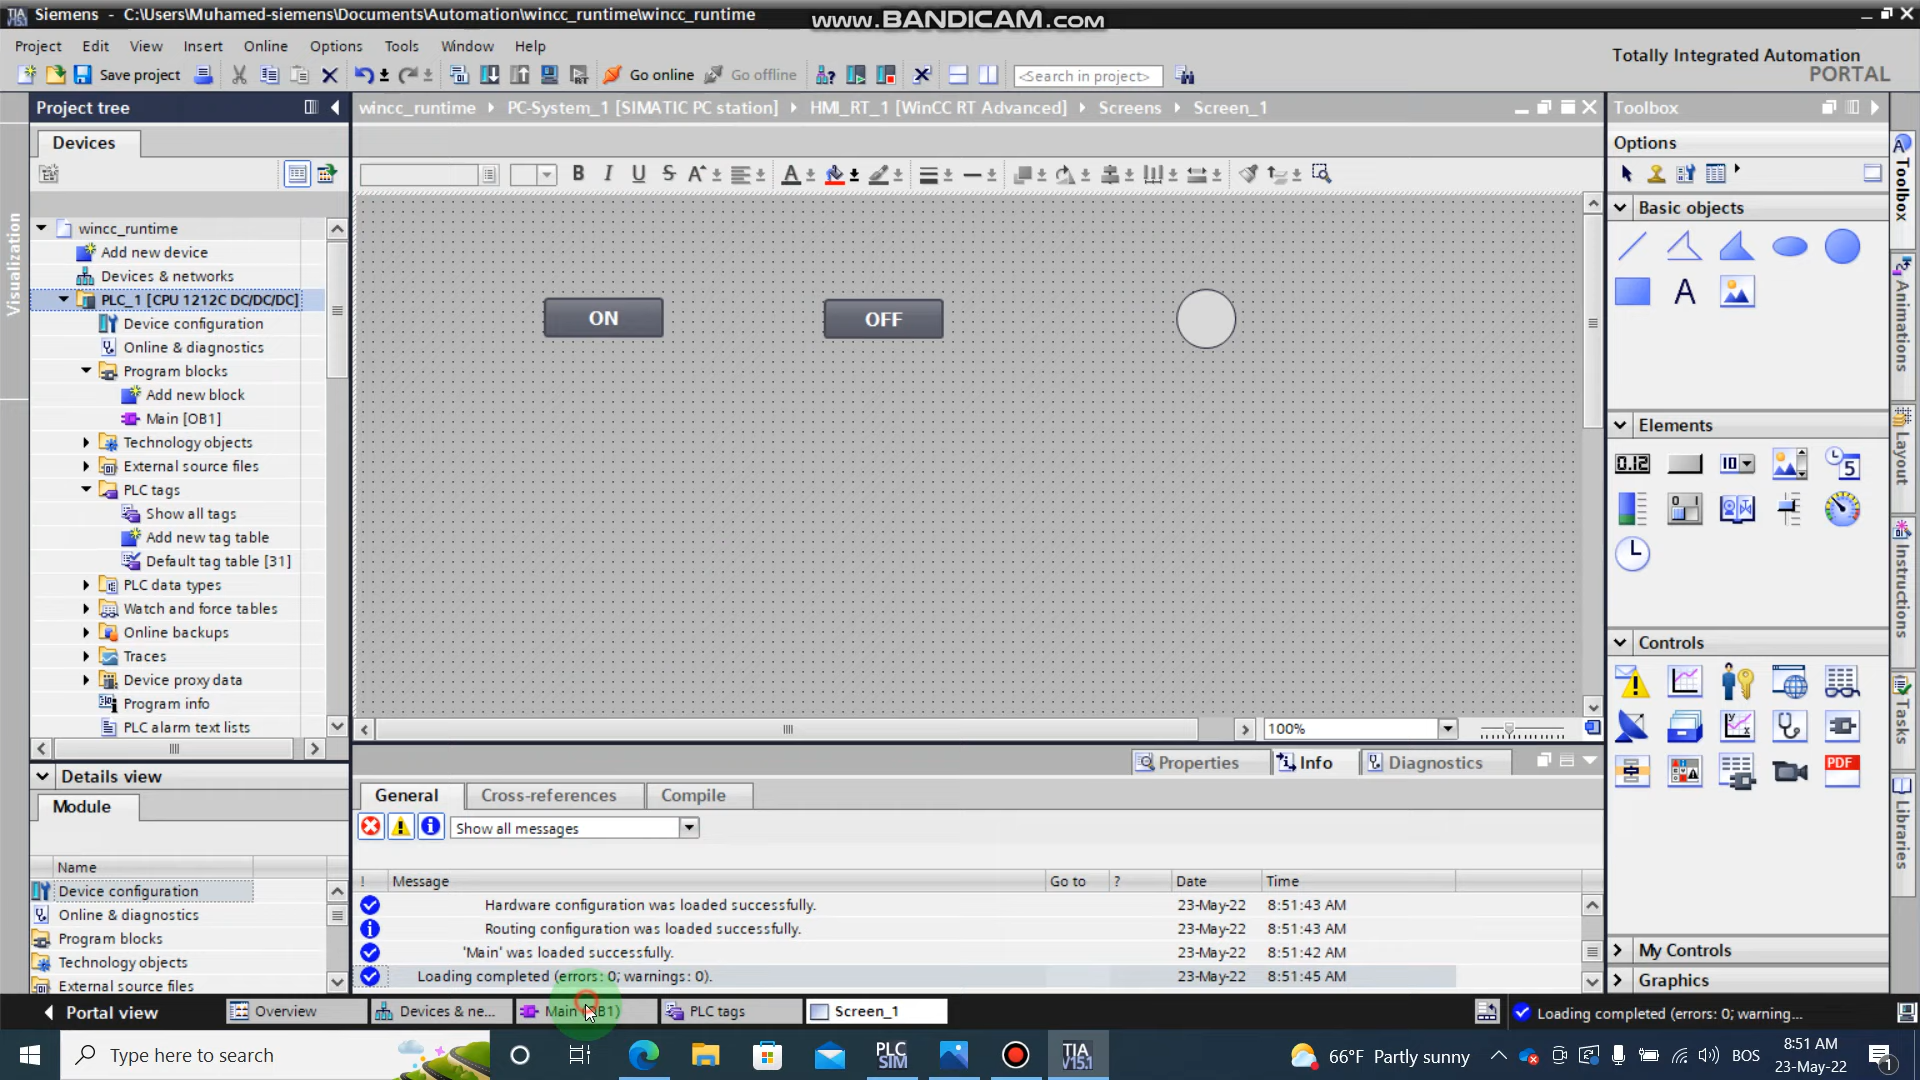 Siemens - C:\Users\Muhamed-siemens\Documents\Automation\wincc_runtime\wincc_runtime
www.BANDICAM.com
Project Edit View Insert Online Options Tools Window Help
Totally Integrated Automation
PORTAL
Save project
Go online
Go offline
<Search in project>
Project tree
wincc_runtime
PC-System_1 [SIMATIC PC station]
HMI_RT_1 [WinCC RT Advanced]
Screens
Screen_1
Toolbox
Devices
Options
Visualization
wincc_runtime
Add new device
Devices & networks
PLC_1 [CPU 1212C DC/DC/DC]
Device configuration
Online & diagnostics
Program blocks
Add new block
Main [OB1]
Technology objects
External source files
PLC tags
Show all tags
Add new tag table
Default tag table [31]
PLC data types
Watch and force tables
Online backups
Traces
Device proxy data
Program info
PLC alarm text lists
ON
OFF
100%
Basic objects
Elements
Controls
My Controls
Graphics
Toolbox
Animations
Layout
Instructions
Tasks
Libraries
Details view
Module
Name
Device configuration
Online & diagnostics
Program blocks
Technology objects
External source files
Properties
Info
Diagnostics
General
Cross-references
Compile
Show all messages
! Message Go to ? Date Time
Hardware configuration was loaded successfully. 23-May-22 8:51:43 AM
Routing configuration was loaded successfully. 23-May-22 8:51:43 AM
'Main' was loaded successfully. 23-May-22 8:51:42 AM
Loading completed (errors: 0; warnings: 0). 23-May-22 8:51:45 AM
Portal view
Overview
Devices & ne...
Main (OB1)
PLC tags
Screen_1
Loading completed (errors: 0; warning...
Type here to search
PLC
SIM
TIA
V15.1
66°F Partly sunny
BOS
8:51 AM
23-May-22
1